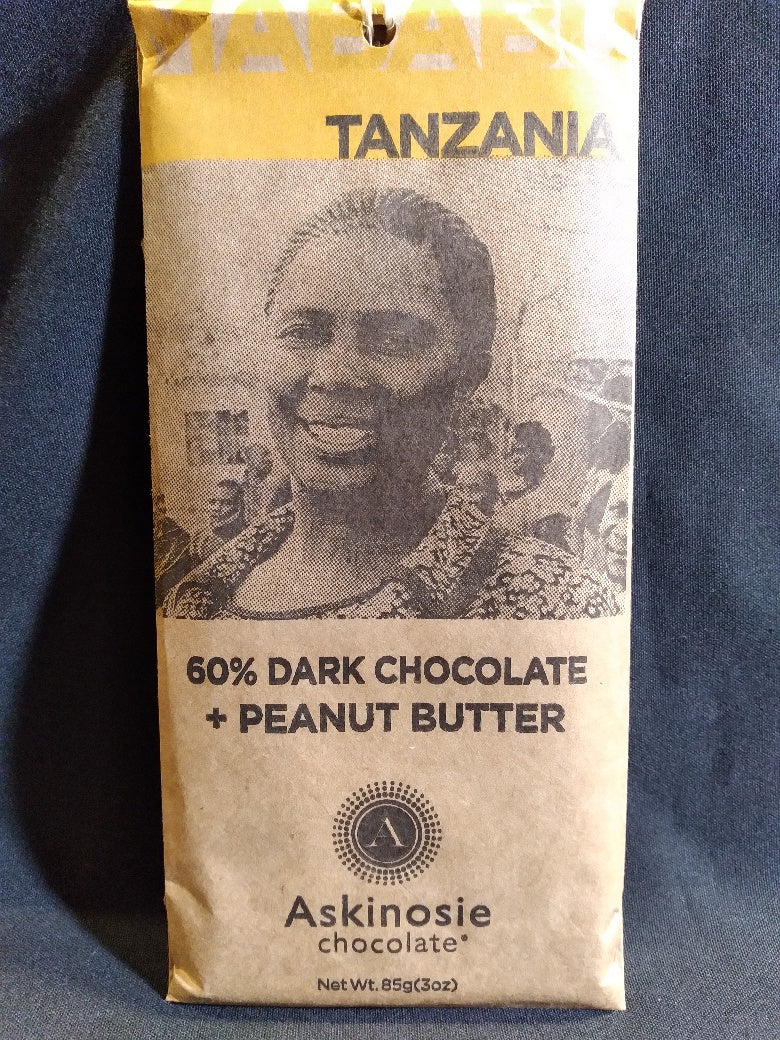 TANZANIA
60% DARK CHOCOLATE
+ PEANUT BUTTER
A
Askinosie
chocolate®
Net Wt. 85g(3oz)